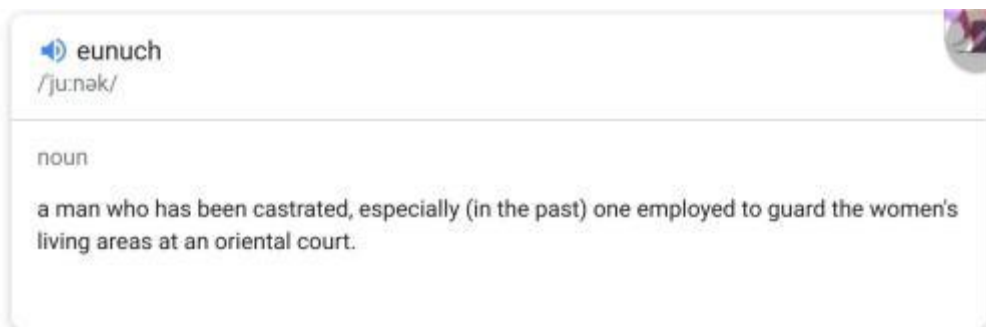 eunuch
/ˈjuːnək/
noun
a man who has been castrated, especially (in the past) one employed to guard the women's
living areas at an oriental court.